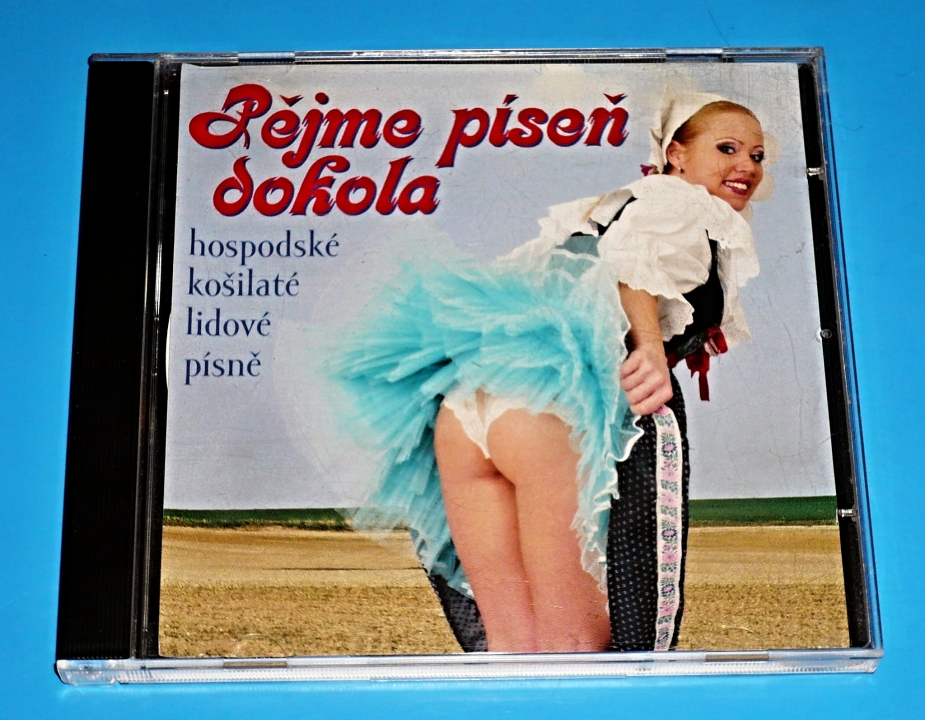 Pějme píseň
dokola
hospodské
košilaté
lidové
písně